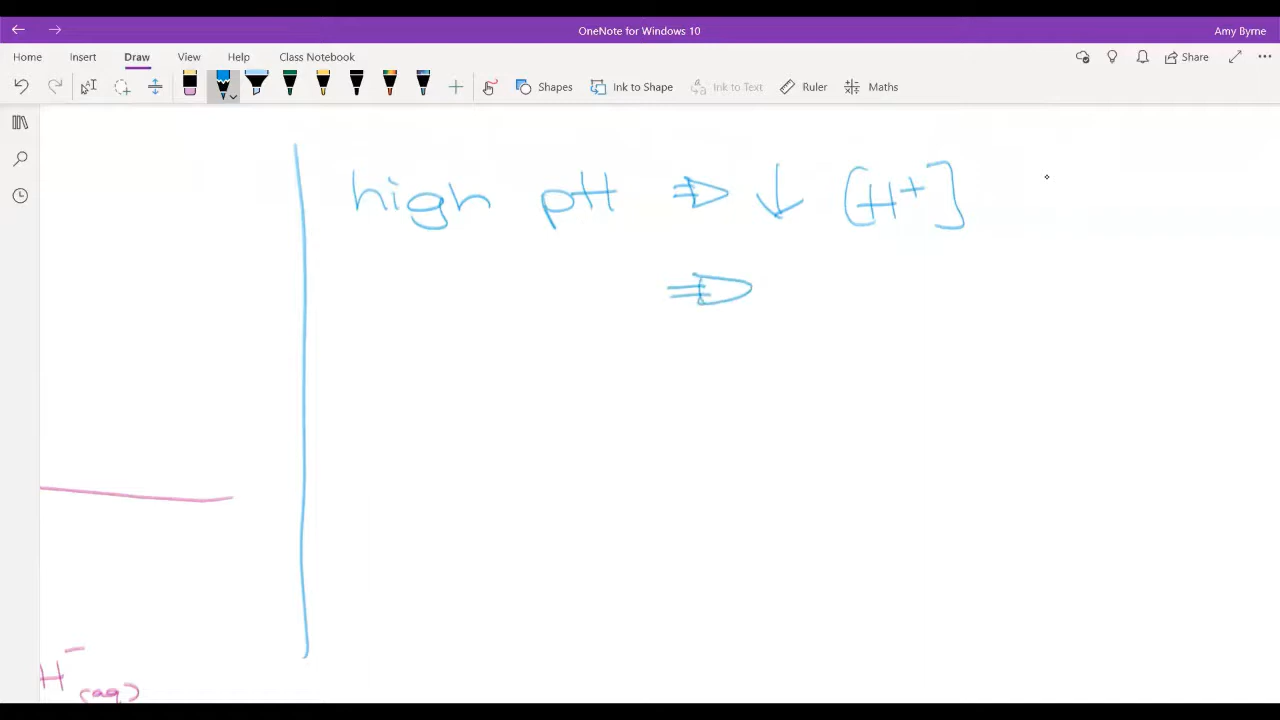 OneNote for Windows 10
Amy Byrne
Home Insert Draw View Help Class Notebook
Share
Shapes Ink to Shape Ink to Text Ruler Maths
high pH ⇒ ↓ [H+]
⇒
H⁻(aq)